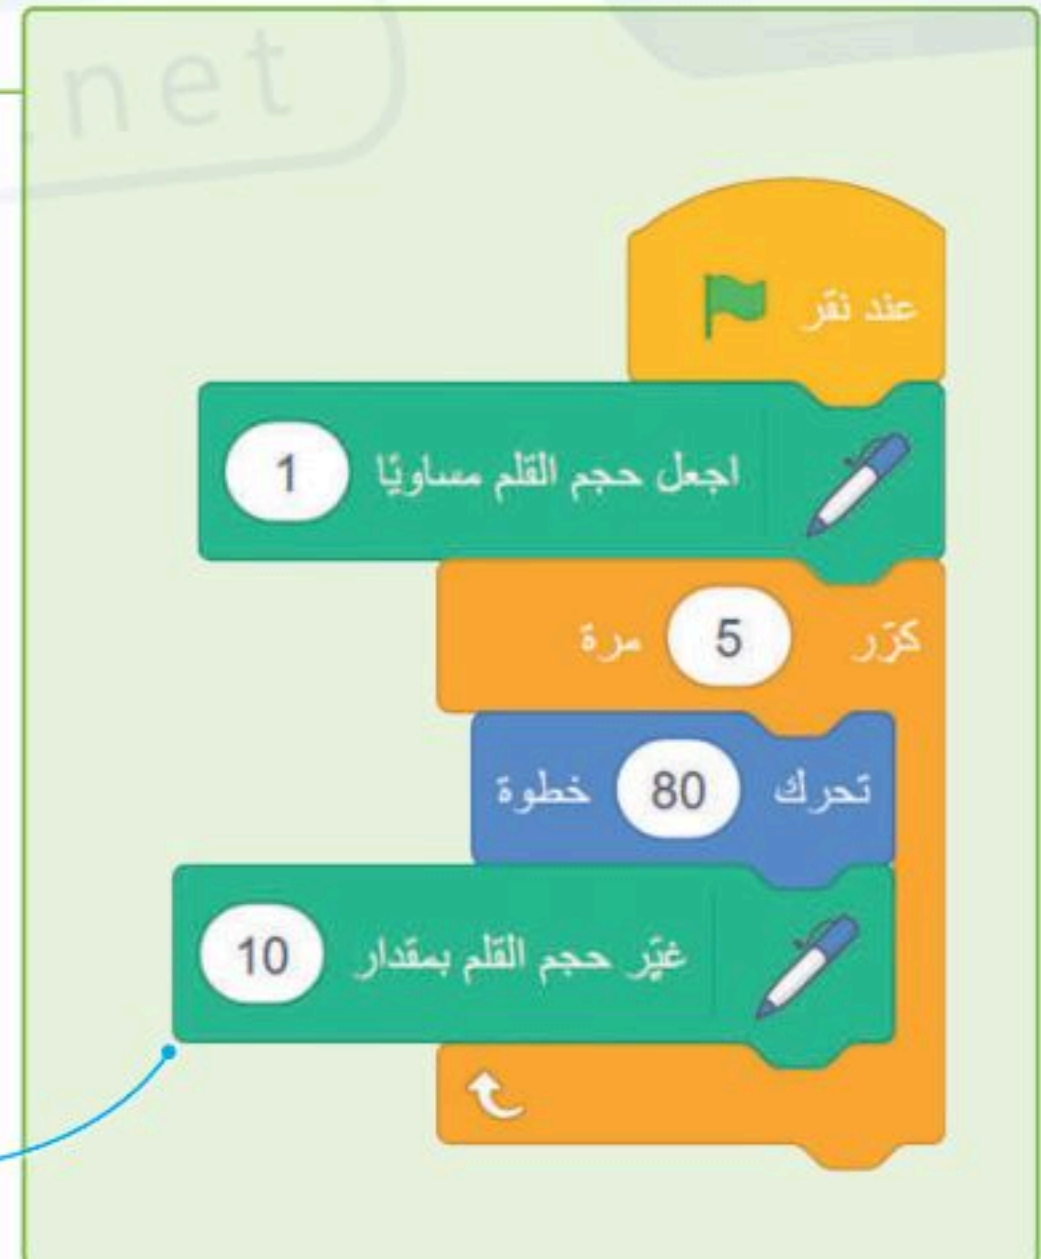 .net
عند نقر
اجعل حجم القلم مساويًا 1
كرّر 5 مرة
تحرك 80 خطوة
غيّر حجم القلم بمقدار 10